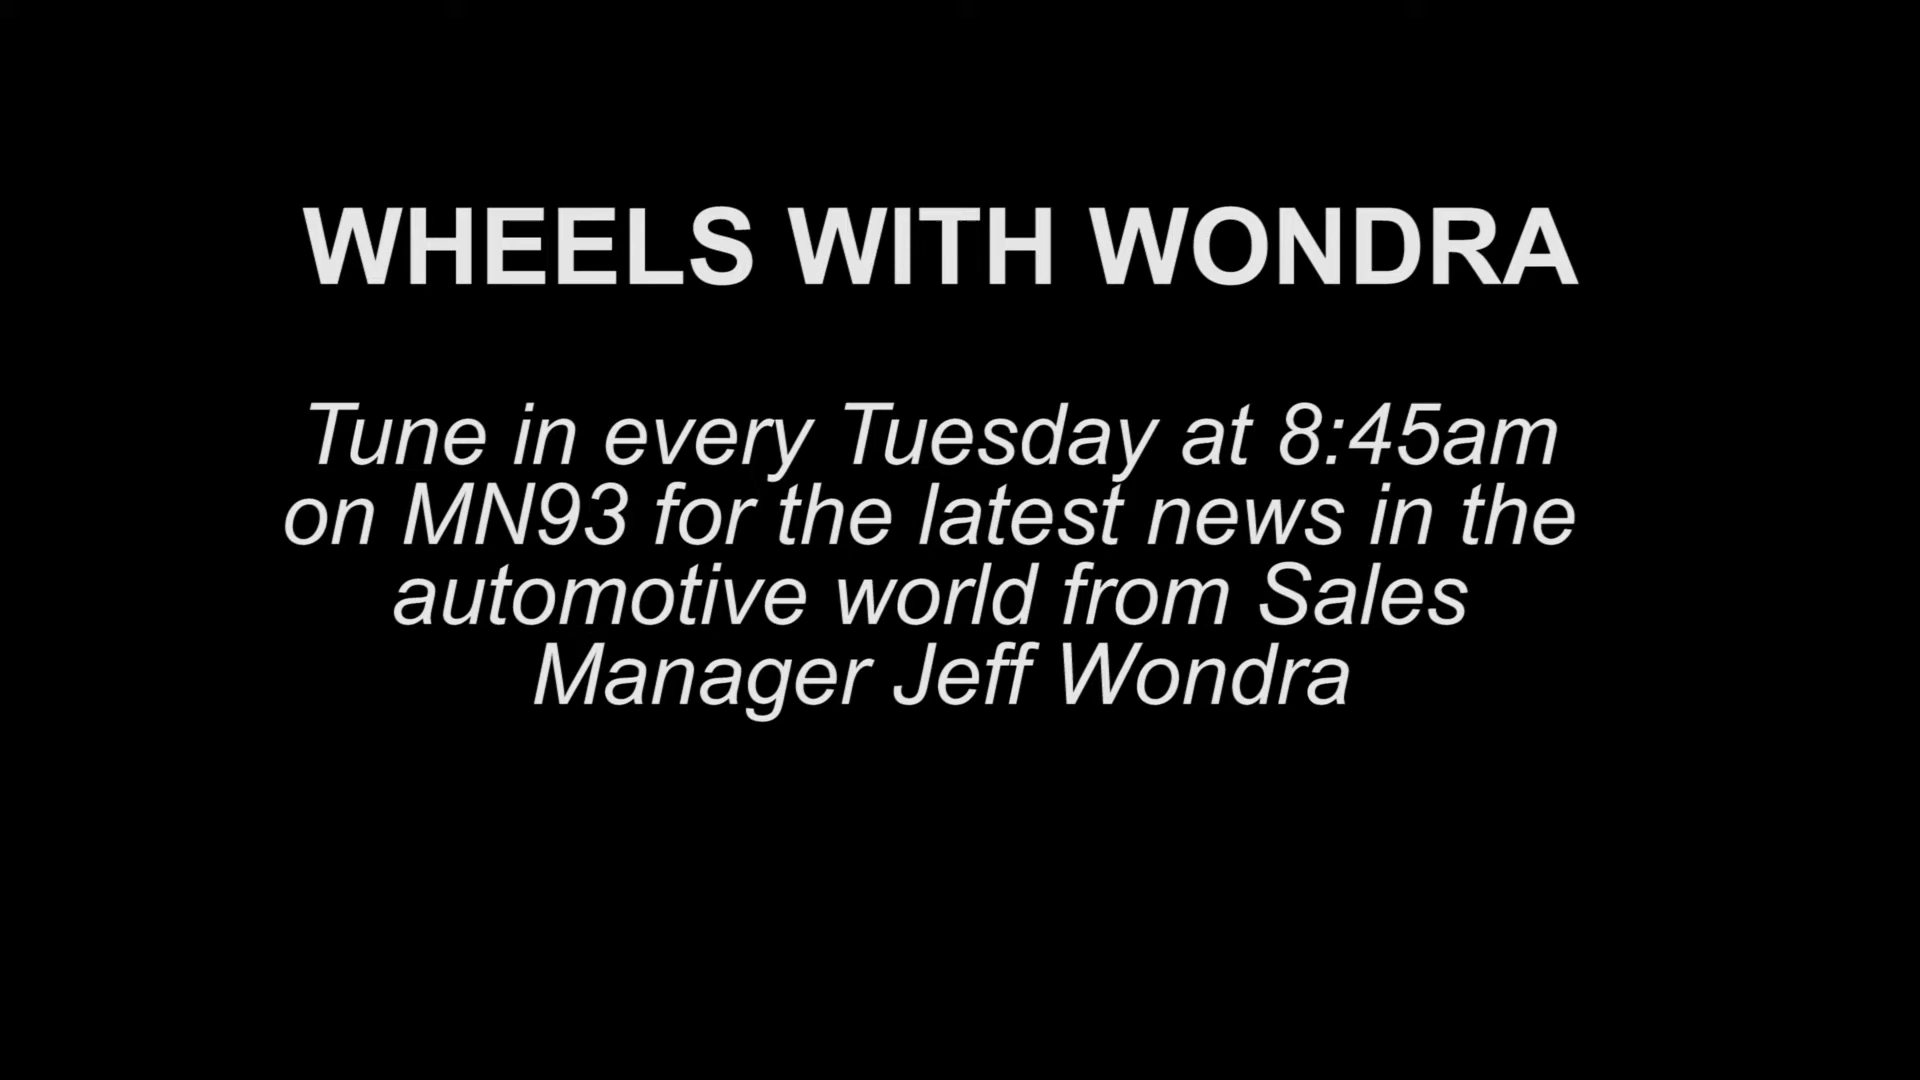 WHEELS WITH WONDRA
Tune in every Tuesday at 8:45am
on MN93 for the latest news in the
automotive world from Sales
Manager Jeff Wondra